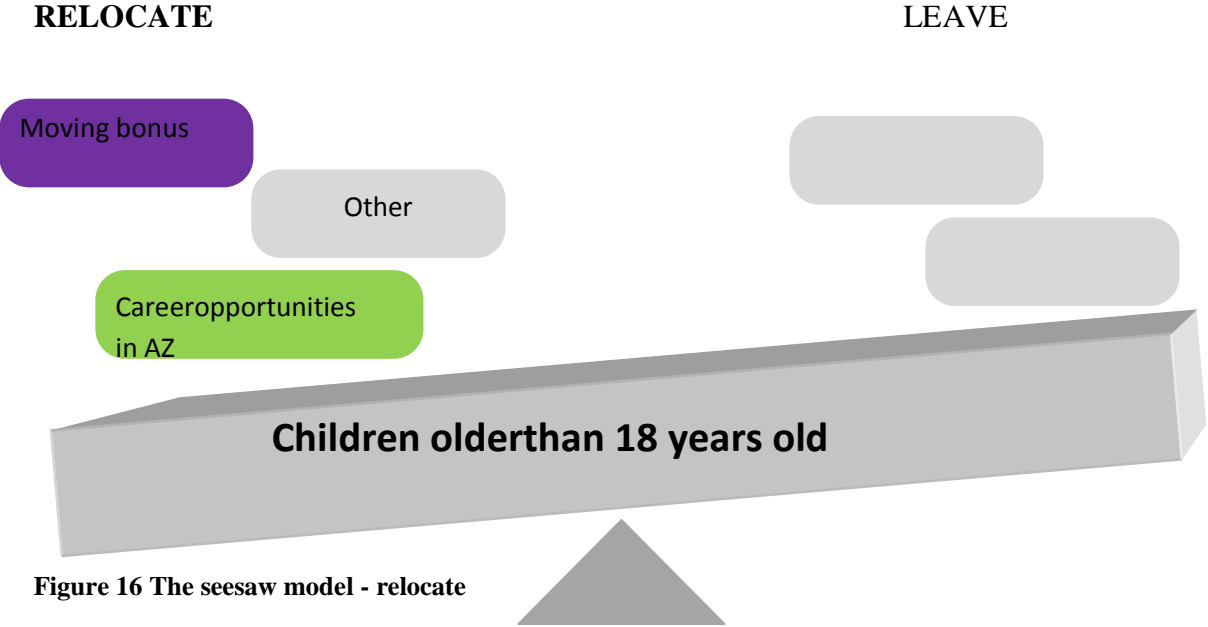 RELOCATE
LEAVE
Moving bonus
Other
Careeropportunities
in AZ
Children olderthan 18 years old
Figure 16 The seesaw model - relocate